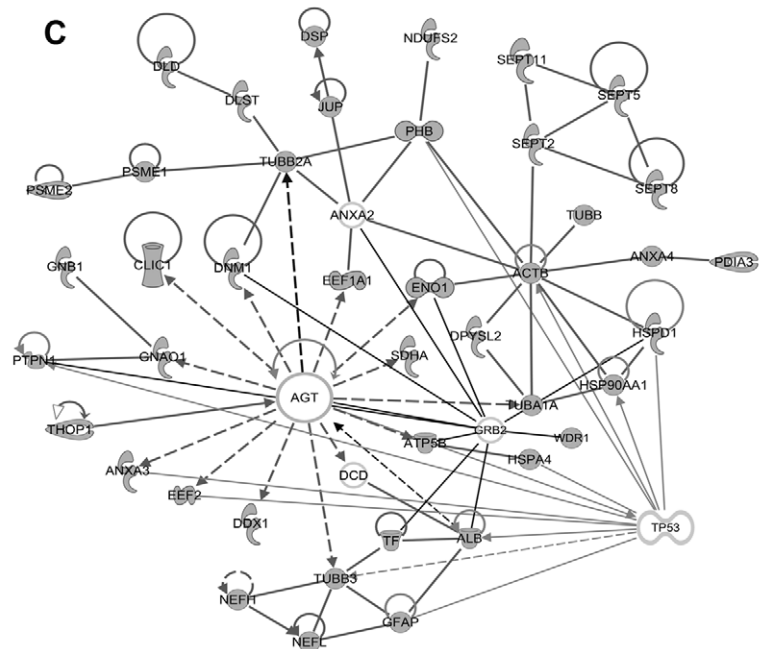 C
DSP
NDUFS2
DLD
SEPT11
DLST
SEPT5
JUP
PHB
SEPT2
TUBB2A
PSME1
PSME2
SEPT8
ANXA2
TUBB
GNB1
CLIC1
DNM1
EEF1A1
ENO1
ACTB
ANXA4
PDIA3
DPYSL2
HSPD1
PTPN1
GNAO1
SDHA
HSP90AA1
AGT
TUBA1A
THOP1
GRB2
ATP5B
WDR1
HSPA4
ANXA3
DCD
EEF2
DDX1
TP53
TF
ALB
TUBB3
NEFH
GFAP
NEFL